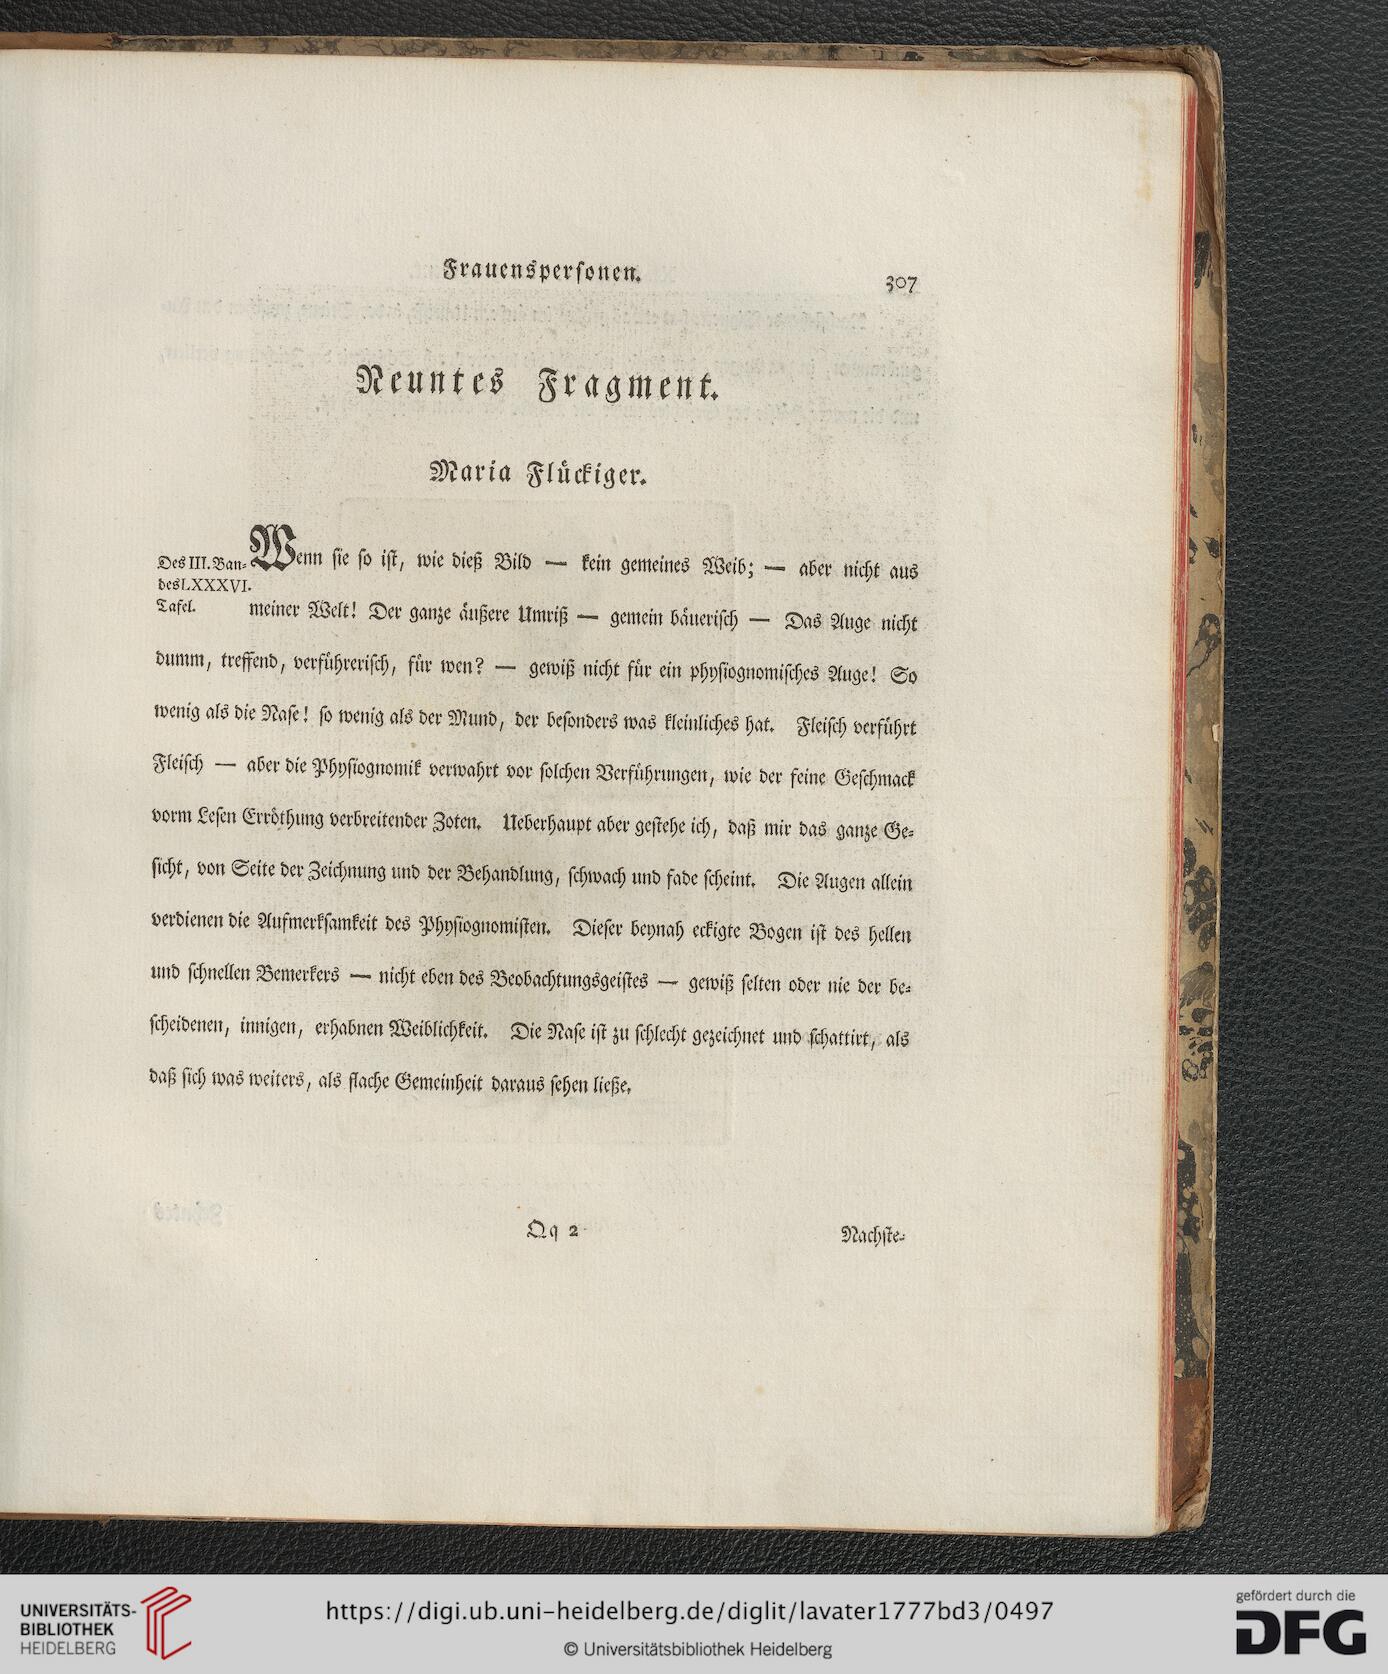 Frauenspersonen.
307
Neuntes Fragment.
Maria Flückiger.
Des III. Ban-
des LXXXVI.
Tafel.
Wenn sie so ist, wie dieß Bild — kein gemeines Weib; — aber nicht aus
meiner Welt! Der ganze äußere Umriß — gemein bäuerisch — Das Auge nicht
dumm, treffend, verführerisch, für wen? — gewiß nicht für ein physiognomisches Auge! So
wenig als die Nase! so wenig als der Mund, der besonders was kleinliches hat. Fleisch verführt
Fleisch — aber die Physiognomik verwahrt vor solchen Verführungen, wie der feine Geschmack
vorm Lesen Erröthung verbreitender Zoten. Ueberhaupt aber gestehe ich, daß mir das ganze Ge-
sicht, von Seite der Zeichnung und der Behandlung, schwach und fade scheint. Die Augen allein
verdienen die Aufmerksamkeit des Physiognomisten. Dieser beynah eckigte Bogen ist des hellen
und schnellen Bemerkers — nicht eben des Beobachtungsgeistes — gewiß selten oder nie der be-
scheidenen, innigen, erhabnen Weiblichkeit. Die Nase ist zu schlecht gezeichnet und schattirt, als
daß sich was weiters, als flache Gemeinheit daraus sehen ließe.
Qq 2
Nachste-
UNIVERSITÄTS-
BIBLIOTHEK
HEIDELBERG
https://digi.ub.uni-heidelberg.de/diglit/lavater1777bd3/0497
© Universitätsbibliothek Heidelberg
gefördert durch die
DFG